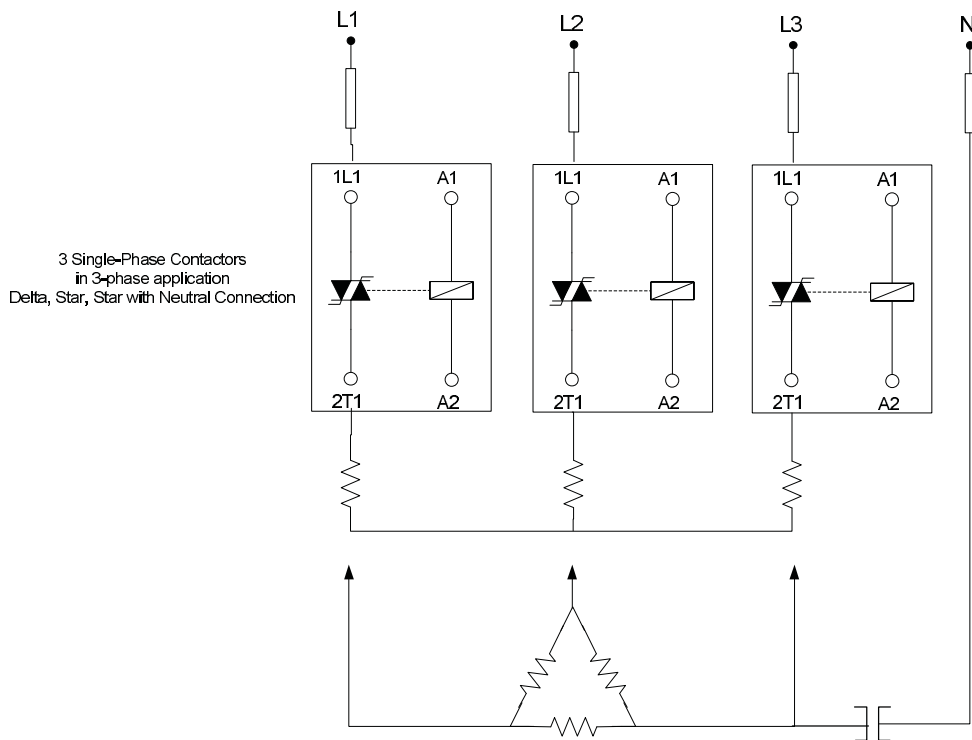 L1 L2 L3 N
1L1 A1 1L1 A1 1L1 A1
3 Single-Phase Contactors
in 3-phase application
Delta, Star, Star with Neutral Connection
2T1 A2 2T1 A2 2T1 A2